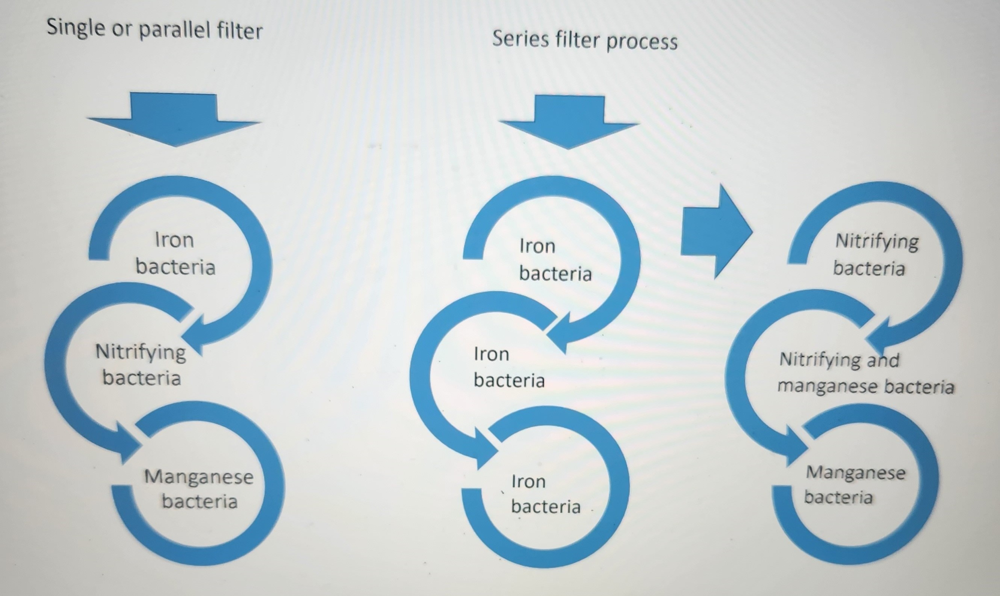 Single or parallel filter
Series filter process
Iron
bacteria
Nitrifying
bacteria
Manganese
bacteria
Iron
bacteria
Iron
bacteria
Iron
bacteria
Nitrifying
bacteria
Nitrifying and
manganese bacteria
Manganese
bacteria